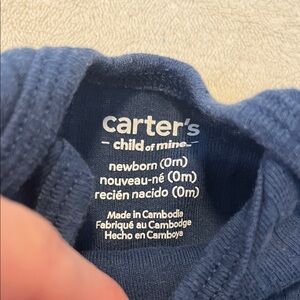 carter's
child of mine
newborn (0m)
nouveau-né (0m)
recién nacido (0m)
Made in Cambodia
Fabriqué au Cambodge
Hecho en Camboya